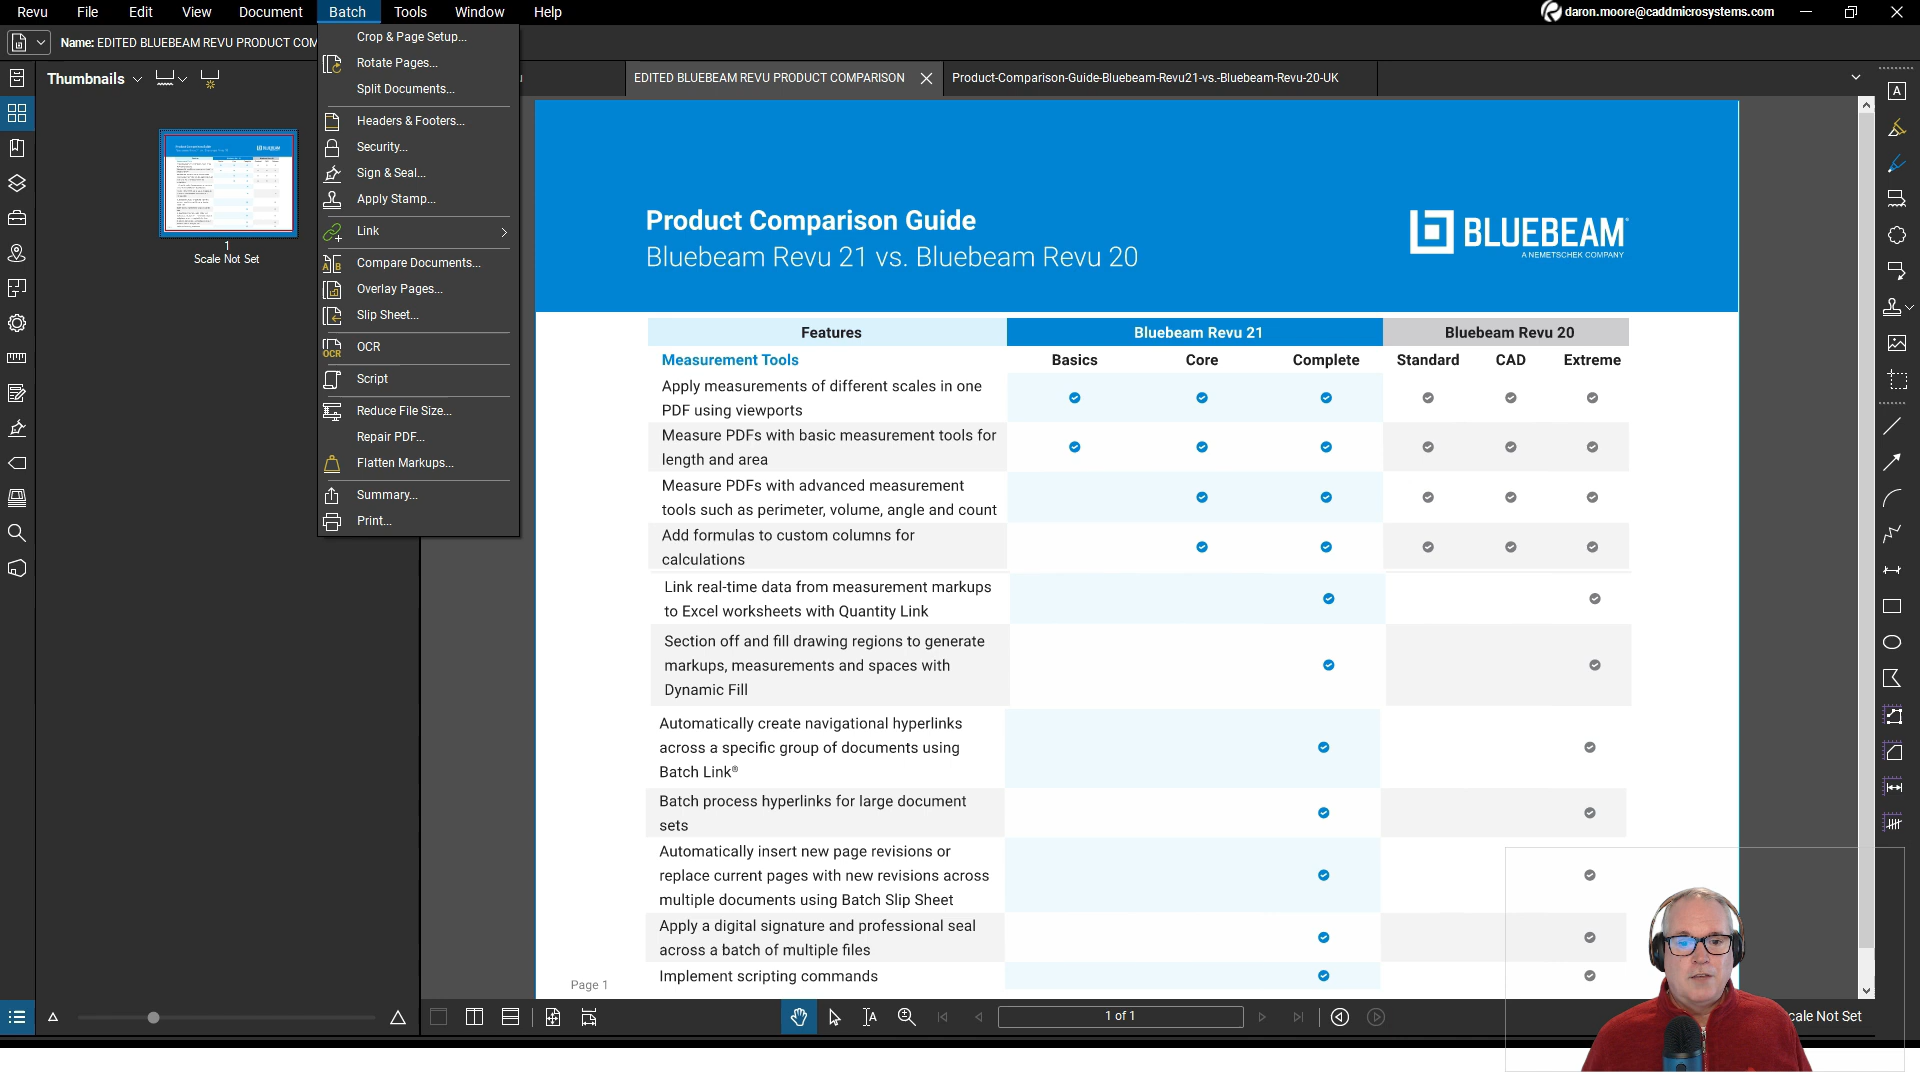 Revu File Edit View Document Batch Tools Window Help
daron.moore@caddmicrosystems.com
Name: EDITED BLUEBEAM REVU PRODUCT COM
Thumbnails
1
Scale Not Set
Crop & Page Setup...
Rotate Pages...
Split Documents...
Headers & Footers...
Security...
Sign & Seal...
Apply Stamp...
Link
Compare Documents...
Overlay Pages...
Slip Sheet...
OCR
Script
Reduce File Size...
Repair PDF...
Flatten Markups...
Summary...
Print...
EDITED BLUEBEAM REVU PRODUCT COMPARISON
Product-Comparison-Guide-Bluebeam-Revu21-vs.-Bluebeam-Revu-20-UK
Product Comparison Guide
Bluebeam Revu 21 vs. Bluebeam Revu 20
BLUEBEAM
A NEMETSCHEK COMPANY
Features Bluebeam Revu 21 Bluebeam Revu 20
Measurement Tools Basics Core Complete Standard CAD Extreme
Apply measurements of different scales in one
PDF using viewports
Measure PDFs with basic measurement tools for
length and area
Measure PDFs with advanced measurement
tools such as perimeter, volume, angle and count
Add formulas to custom columns for
calculations
Link real-time data from measurement markups
to Excel worksheets with Quantity Link
Section off and fill drawing regions to generate
markups, measurements and spaces with
Dynamic Fill
Automatically create navigational hyperlinks
across a specific group of documents using
Batch Link®
Batch process hyperlinks for large document
sets
Automatically insert new page revisions or
replace current pages with new revisions across
multiple documents using Batch Slip Sheet
Apply a digital signature and professional seal
across a batch of multiple files
Implement scripting commands
Page 1
1 of 1
cale Not Set